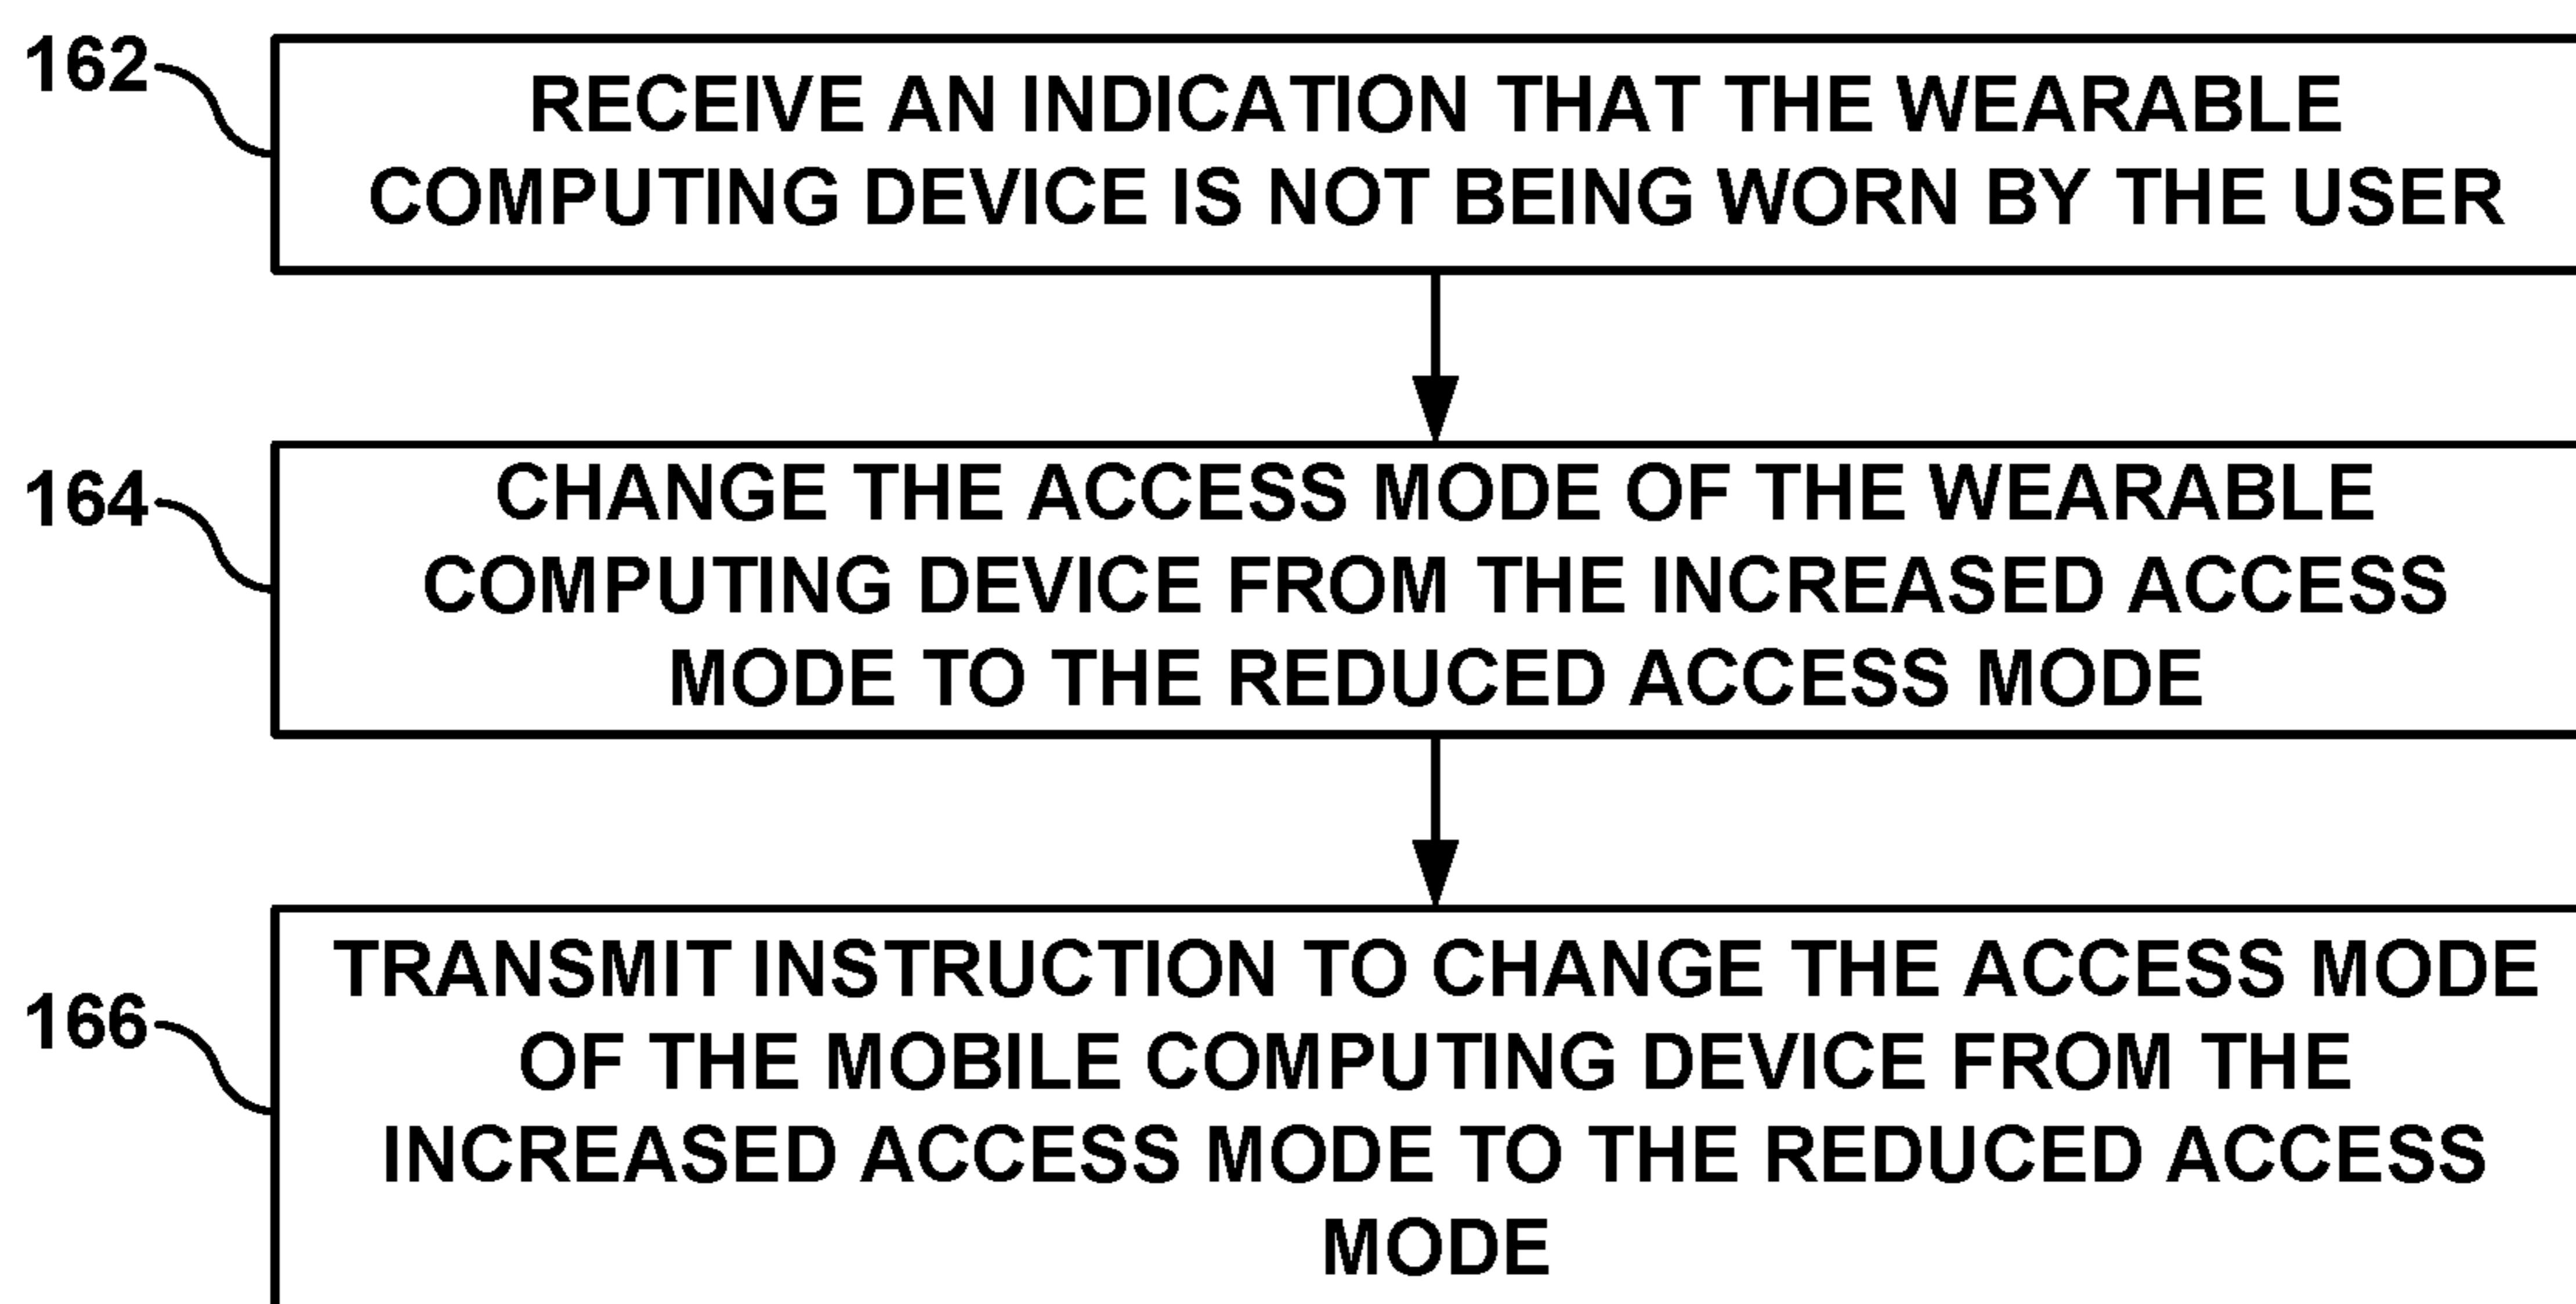 162
RECEIVE AN INDICATION THAT THE WEARABLE
COMPUTING DEVICE IS NOT BEING WORN BY THE USER
164
CHANGE THE ACCESS MODE OF THE WEARABLE
COMPUTING DEVICE FROM THE INCREASED ACCESS
MODE TO THE REDUCED ACCESS MODE
166
TRANSMIT INSTRUCTION TO CHANGE THE ACCESS MODE
OF THE MOBILE COMPUTING DEVICE FROM THE
INCREASED ACCESS MODE TO THE REDUCED ACCESS
MODE